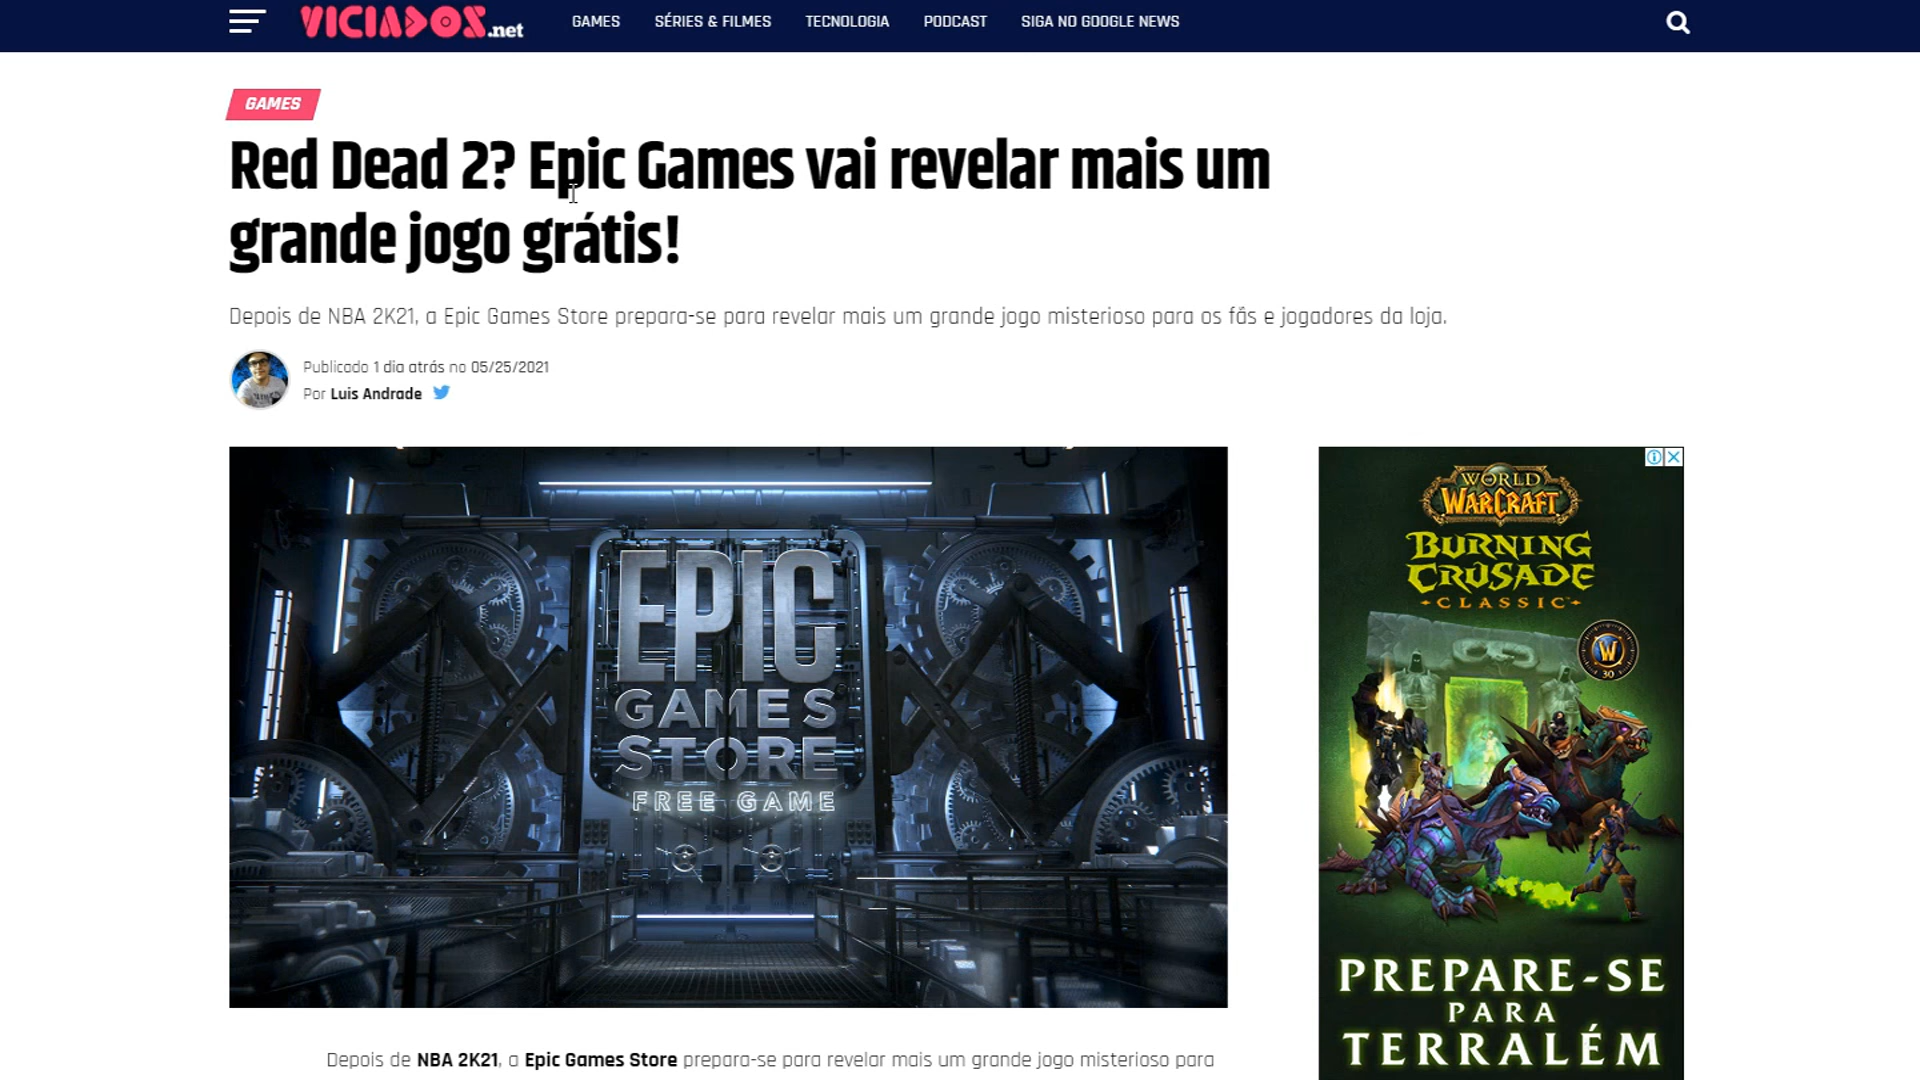 VICIADOS.net
GAMES SÉRIES & FILMES TECNOLOGIA PODCAST SIGA NO GOOGLE NEWS
GAMES
Red Dead 2? Epic Games vai revelar mais um
grande jogo grátis!
Depois de NBA 2K21, a Epic Games Store prepara-se para revelar mais um grande jogo misterioso para os fãs e jogadores da loja.
Publicado 1 dia atrás no 05/25/2021
Por Luis Andrade
EPIC
GAMES
STORE
FREE GAME
WORLD
WARCRAFT
BURNING
CRUSADE
CLASSIC
W
30
PREPARE-SE
PARA
TERRALÉM
Depois de NBA 2K21, a Epic Games Store prepara-se para revelar mais um grande jogo misterioso para